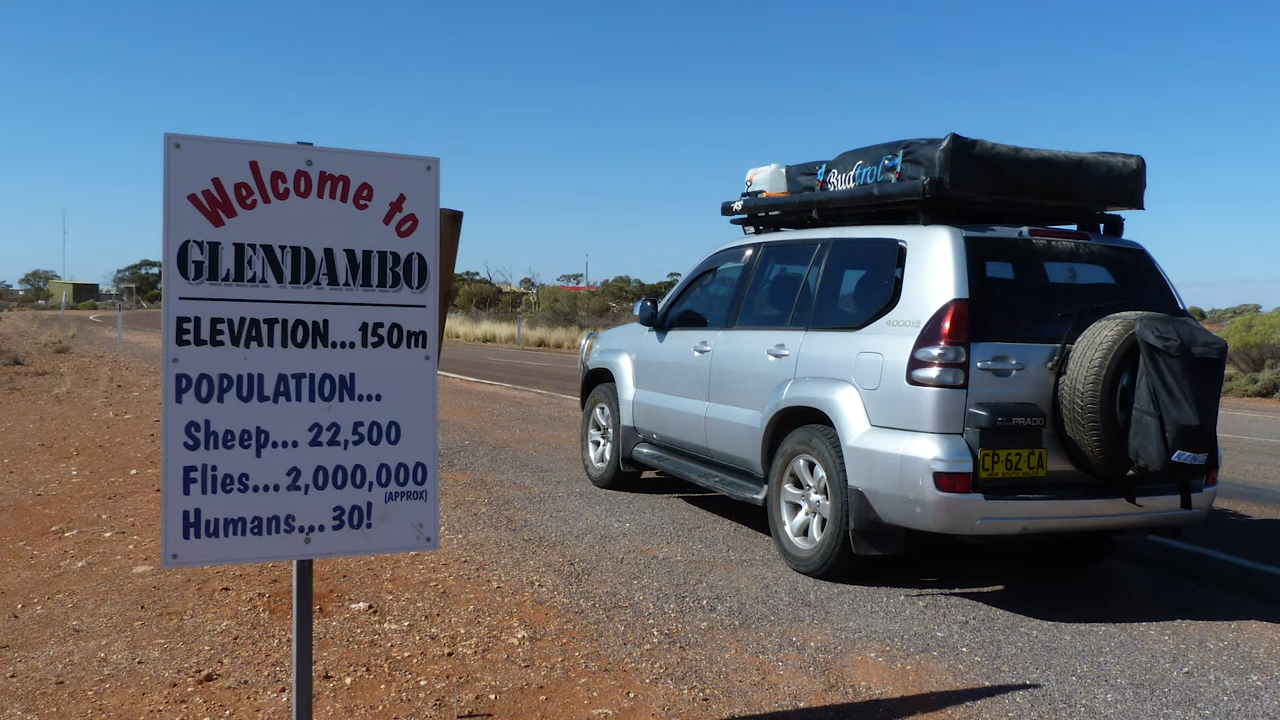 Welcome to
GLENDAMBO
ELEVATION...150m
POPULATION...
Sheep... 22,500
Flies... 2,000,000
(APPROX)
Humans... 30!
Budtrol
4000
PRADO
CP·62·CA